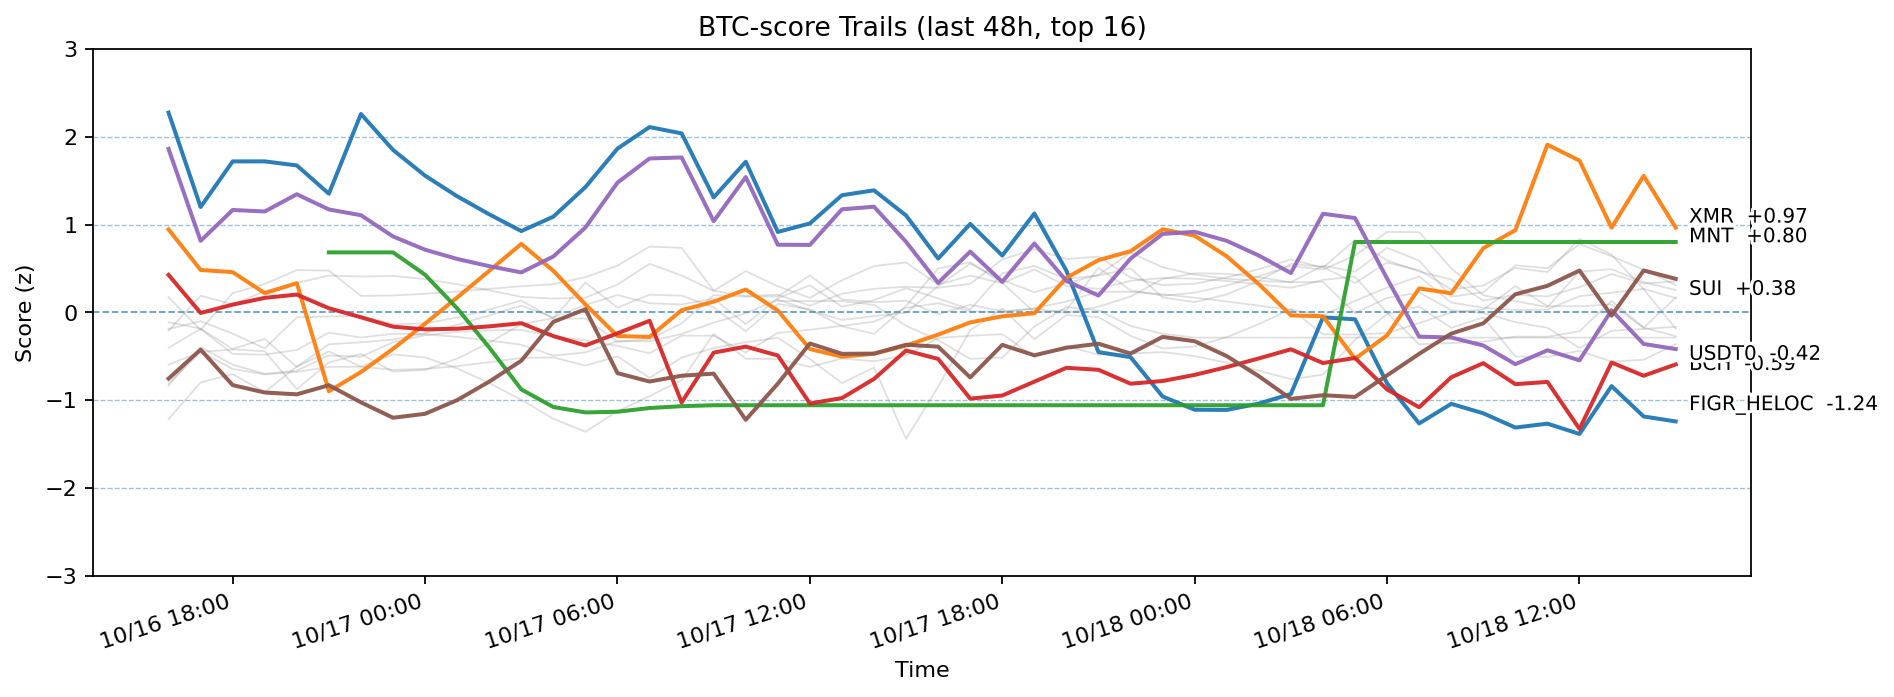 BTC-score Trails (last 48h, top 16)
Score (z)
3
2
1
0
−1
−2
−3
XMR +0.97
MNT +0.80
SUI +0.38
USDT0 -0.42
BCH -0.59
FIGR_HELOC -1.24
10/16 18:00
10/17 00:00
10/17 06:00
10/17 12:00
10/17 18:00
10/18 00:00
10/18 06:00
10/18 12:00
Time